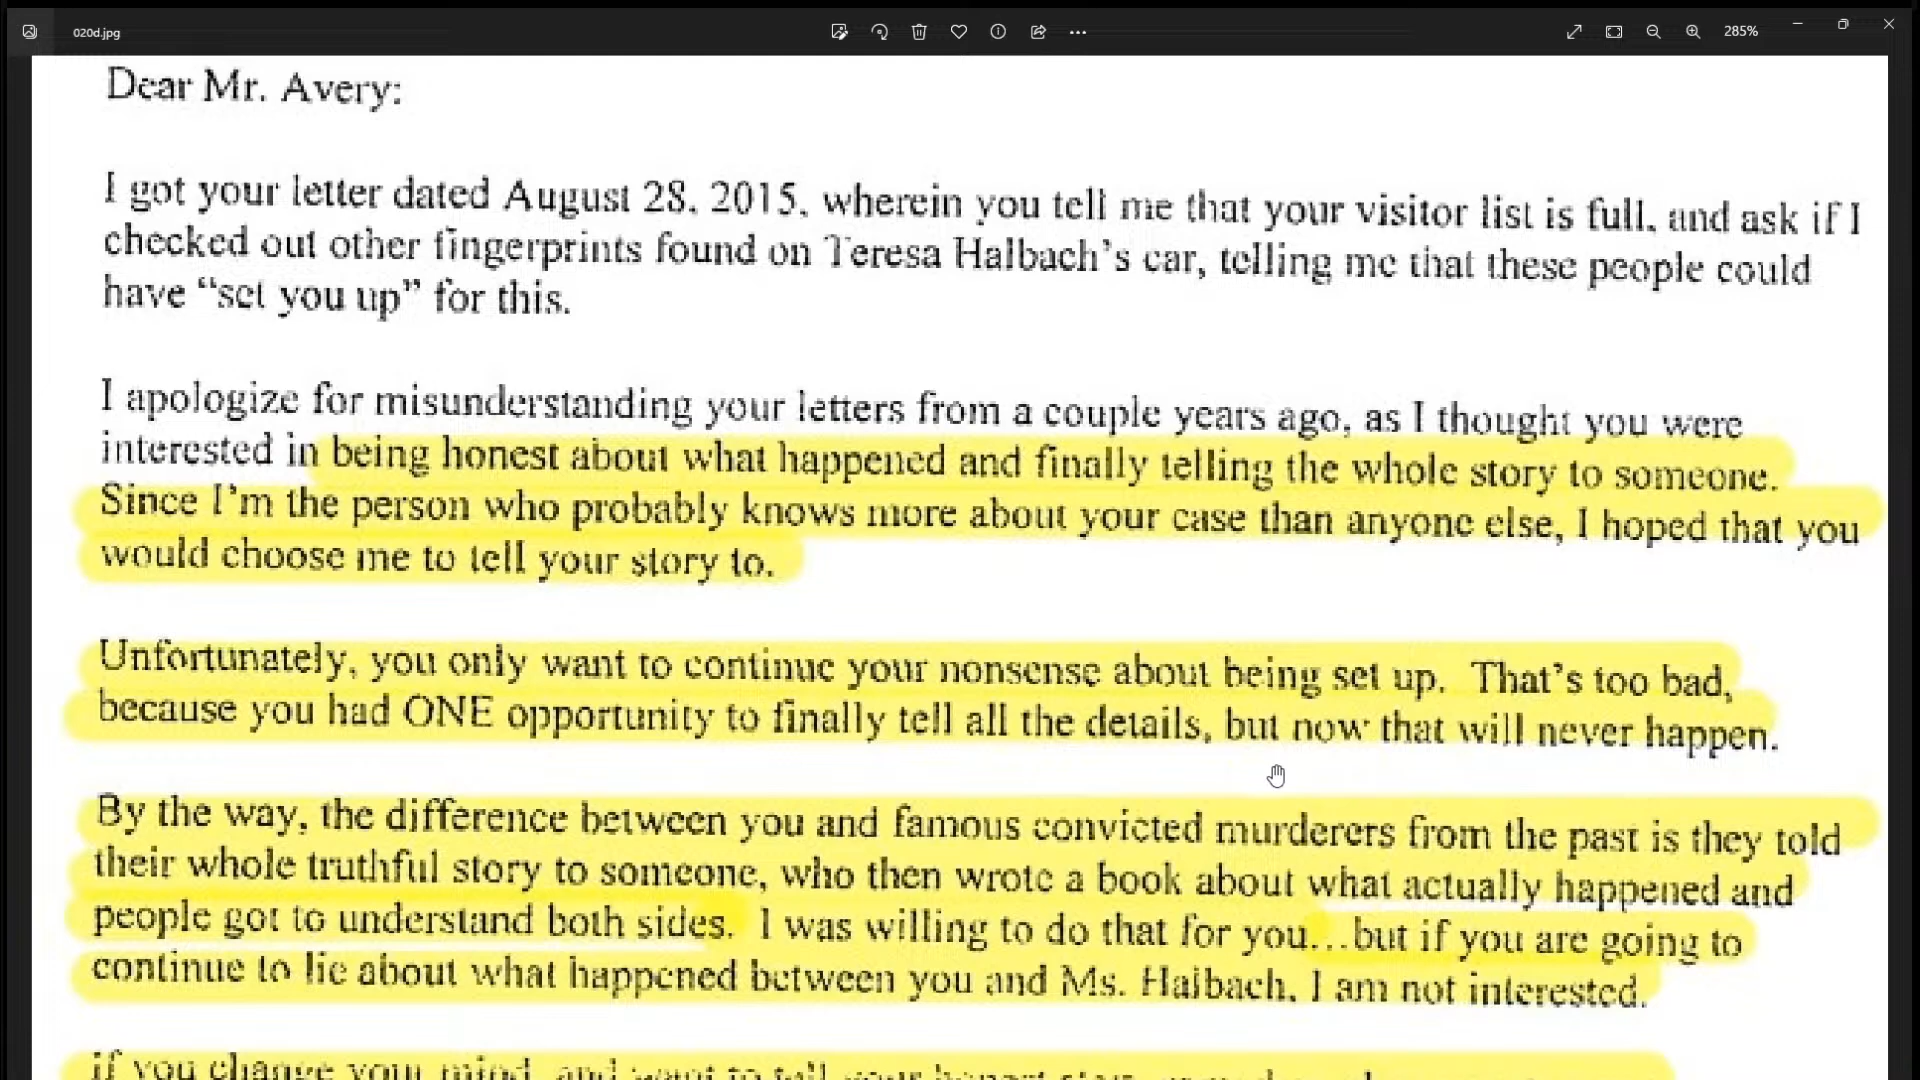 020d.jpg
285%
Dear Mr. Avery:
I got your letter dated August 28, 2015, wherein you tell me that your visitor list is full, and ask if I
checked out other fingerprints found on Teresa Halbach's car, telling me that these people could
have "set you up" for this.
I apologize for misunderstanding your letters from a couple years ago, as I thought you were
interested in being honest about what happened and finally telling the whole story to someone.
Since I'm the person who probably knows more about your case than anyone else, I hoped that you
would choose me to tell your story to.
Unfortunately, you only want to continue your nonsense about being set up. That's too bad,
because you had ONE opportunity to finally tell all the details, but now that will never happen.
By the way, the difference between you and famous convicted murderers from the past is they told
their whole truthful story to someone, who then wrote a book about what actually happened and
people got to understand both sides. I was willing to do that for you...but if you are going to
continue to lie about what happened between you and Ms. Halbach, I am not interested.
if you change your mind, and want to tell your honest story